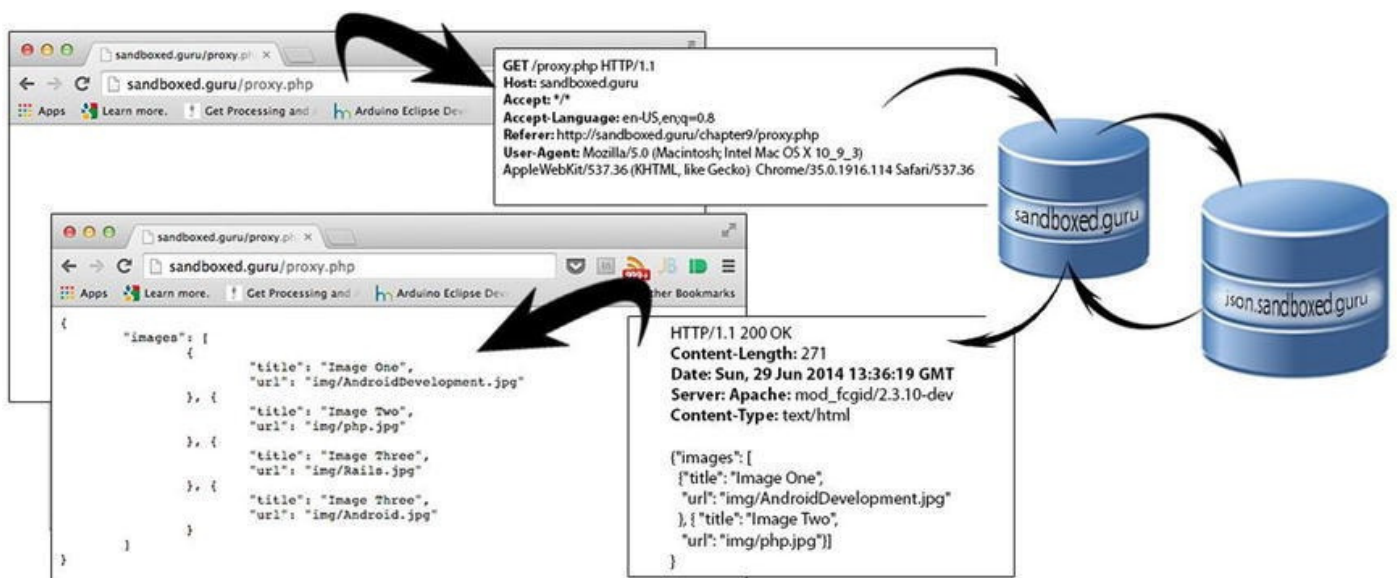 sandboxed.guru/proxy.ph ×
sandboxed.guru/proxy.php
Apps Learn more. Get Processing and Arduino Eclipse Dev
GET /proxy.php HTTP/1.1
Host: sandboxed.guru
Accept: */*
Accept-Language: en-US,en;q=0.8
Referer: http://sandboxed.guru/chapter9/proxy.php
User-Agent: Mozilla/5.0 (Macintosh; Intel Mac OS X 10_9_3)
AppleWebKit/537.36 (KHTML, like Gecko) Chrome/35.0.1916.114 Safari/537.36
sandboxed.guru
json.sandboxed.guru
sandboxed.guru/proxy.ph ×
sandboxed.guru/proxy.php
Apps Learn more. Get Processing and Arduino Eclipse Dev ther Bookmarks
{
"images": [
{
"title": "Image One",
"url": "img/AndroidDevelopment.jpg"
}, {
"title": "Image Two",
"url": "img/php.jpg"
}, {
"title": "Image Three",
"url": "img/Rails.jpg"
}, {
"title": "Image Three",
"url": "img/Android.jpg"
}
]
}
HTTP/1.1 200 OK
Content-Length: 271
Date: Sun, 29 Jun 2014 13:36:19 GMT
Server: Apache: mod_fcgid/2.3.10-dev
Content-Type: text/html
{"images": [
{"title": "Image One",
"url": "img/AndroidDevelopment.jpg"
}, { "title": "Image Two",
"url": "img/php.jpg"}]
}